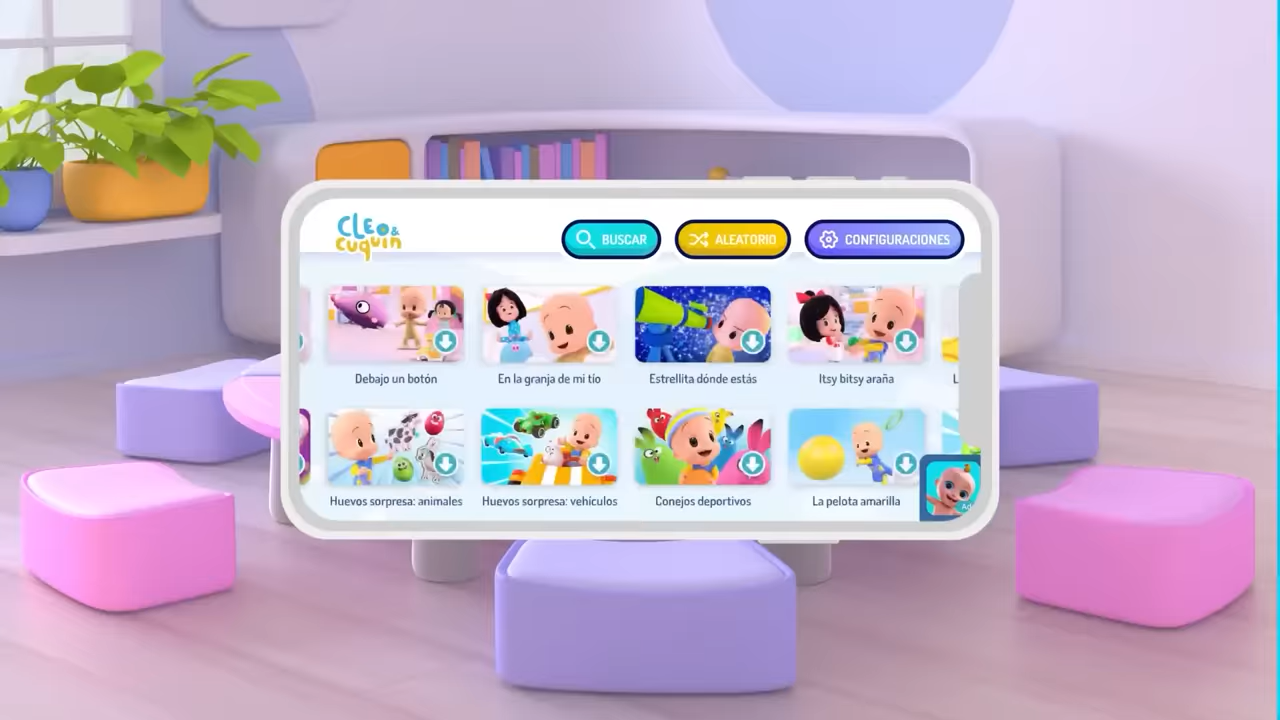 CLEO &
cuquin
BUSCAR
ALEATORIO
CONFIGURACIONES
Debajo un botón
En la granja de mi tío
Estrellita dónde estás
Itsy bitsy araña
L
Huevos sorpresa: animales
Huevos sorpresa: vehículos
Conejos deportivos
La pelota amarilla
Ad